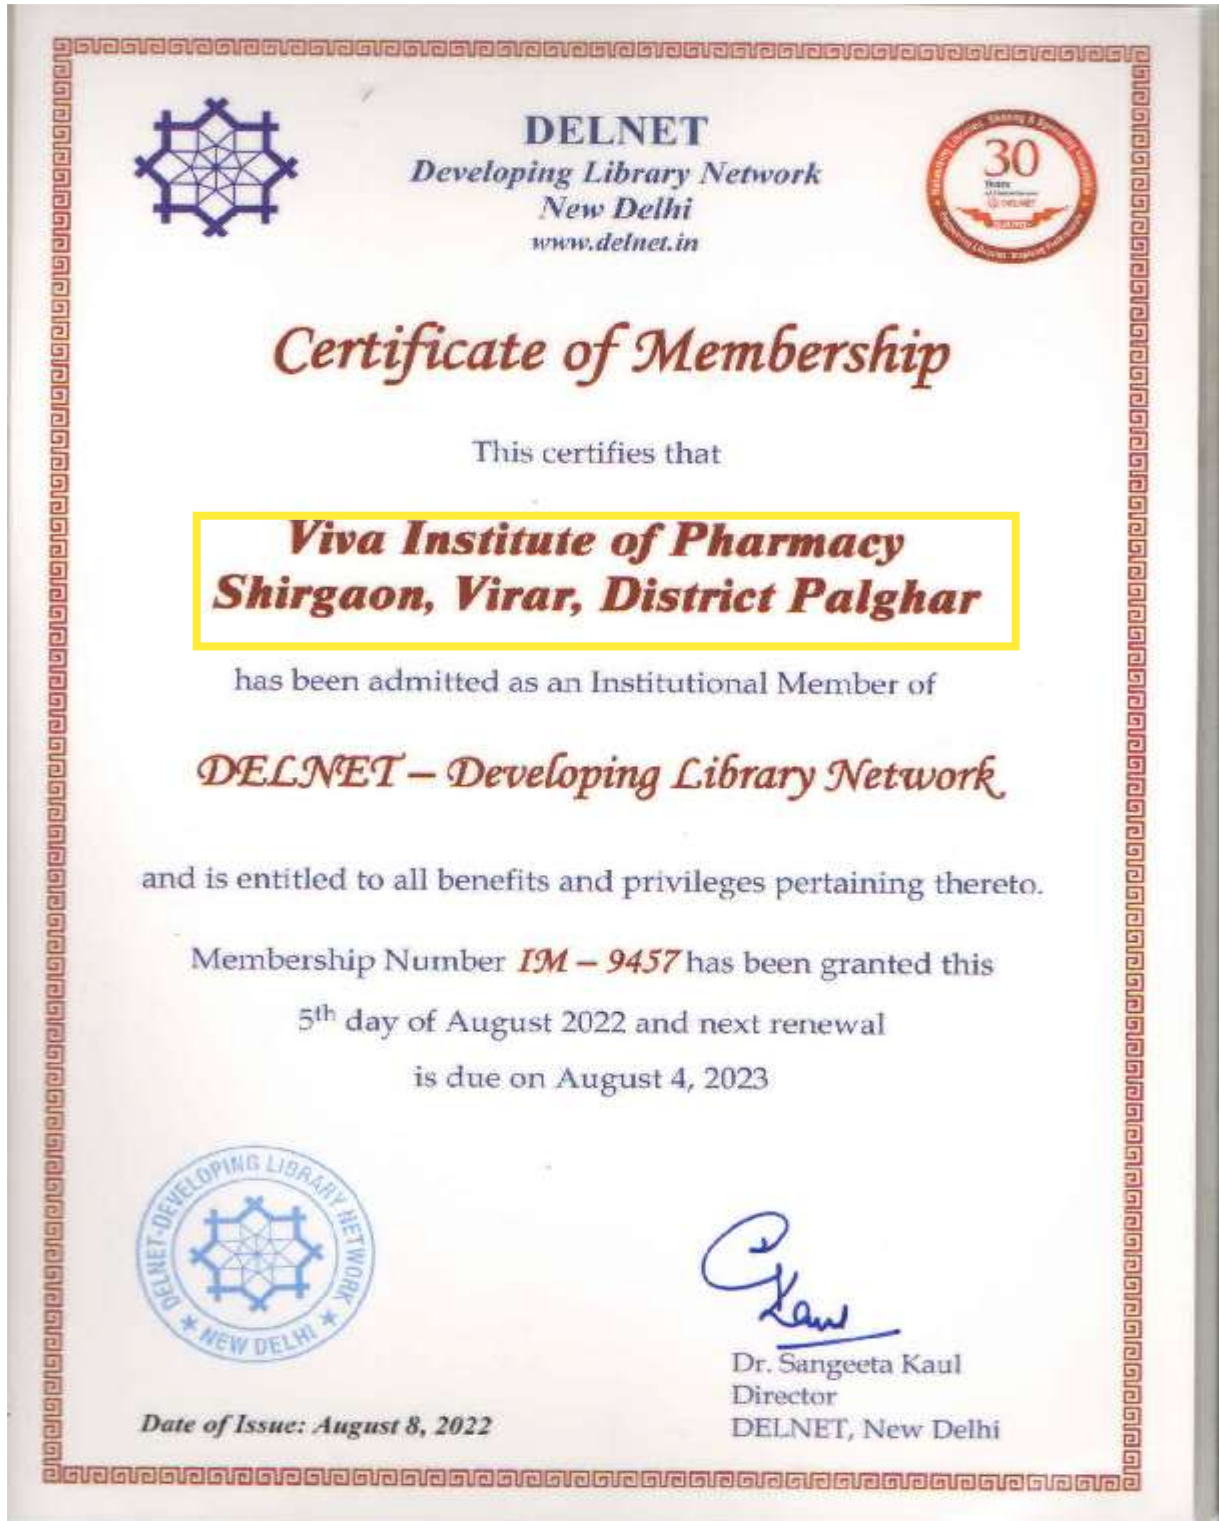 DELNET
Developing Library Network
New Delhi
www.delnet.in
30
Years
DELNET
Certificate of Membership
This certifies that
Viva Institute of Pharmacy
Shirgaon, Virar, District Palghar
has been admitted as an Institutional Member of
DELNET – Developing Library Network
and is entitled to all benefits and privileges pertaining thereto.
Membership Number IM – 9457 has been granted this
5th day of August 2022 and next renewal
is due on August 4, 2023
DELNET-DEVELOPING LIBRARY NETWORK
NEW DELHI
Kaul
Dr. Sangeeta Kaul
Director
DELNET, New Delhi
Date of Issue: August 8, 2022